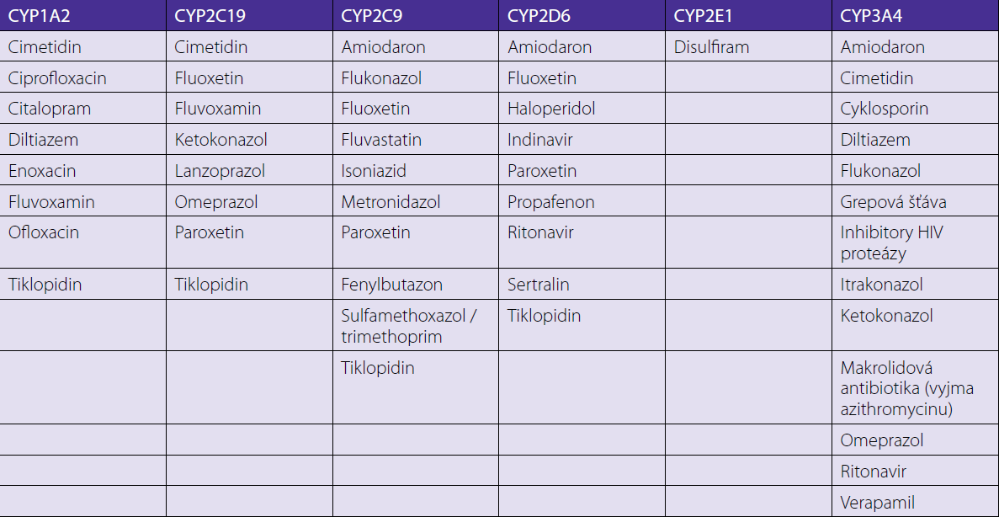 CYP1A2 CYP2C19 CYP2C9 CYP2D6 CYP2E1 CYP3A4
Cimetidin Cimetidin Amiodaron Amiodaron Disulfiram Amiodaron
Ciprofloxacin Fluoxetin Flukonazol Fluoxetin Cimetidin
Citalopram Fluvoxamin Fluoxetin Haloperidol Cyklosporin
Diltiazem Ketokonazol Fluvastatin Indinavir Diltiazem
Enoxacin Lanzoprazol Isoniazid Paroxetin Flukonazol
Fluvoxamin Omeprazol Metronidazol Propafenon Grepová šťáva
Ofloxacin Paroxetin Paroxetin Ritonavir Inhibitory HIV
proteázy
Tiklopidin Tiklopidin Fenylbutazon Sertralin Itrakonazol
Sulfamethoxazol / Tiklopidin Ketokonazol
trimethoprim
Tiklopidin Makrolidová
antibiotika (vyjma
azithromycinu)
Omeprazol
Ritonavir
Verapamil